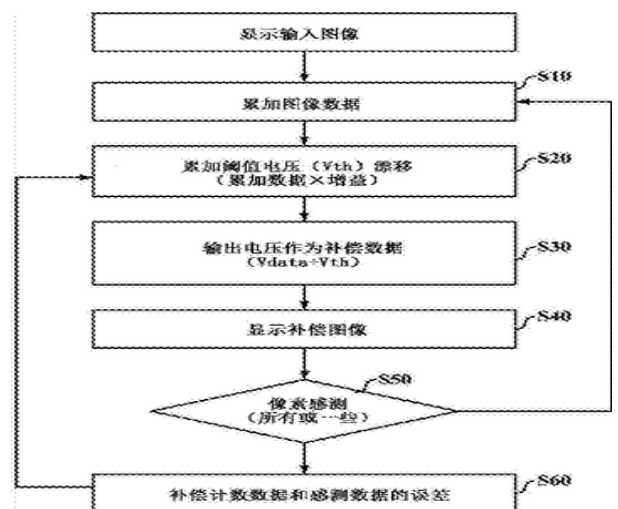 显示输入图像
S10
累加图像数据
累加阈值电压(Vth)漂移
(累加数据×增益)
S20
输出电压作为补偿数据
(Vdata+Vth)
S30
显示补偿图像
S40
S50
像素感测
(所有或一些)
补偿计数数据和感测数据的误差
S60